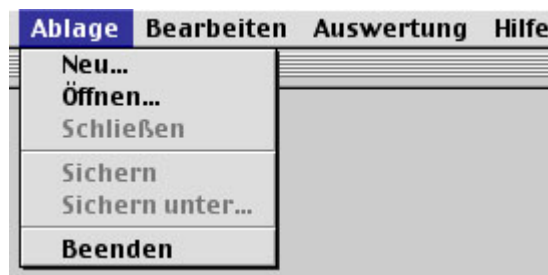 Ablage Bearbeiten Auswertung Hilfe
Neu...
Öffnen...
Schließen
Sichern
Sichern unter...
Beenden